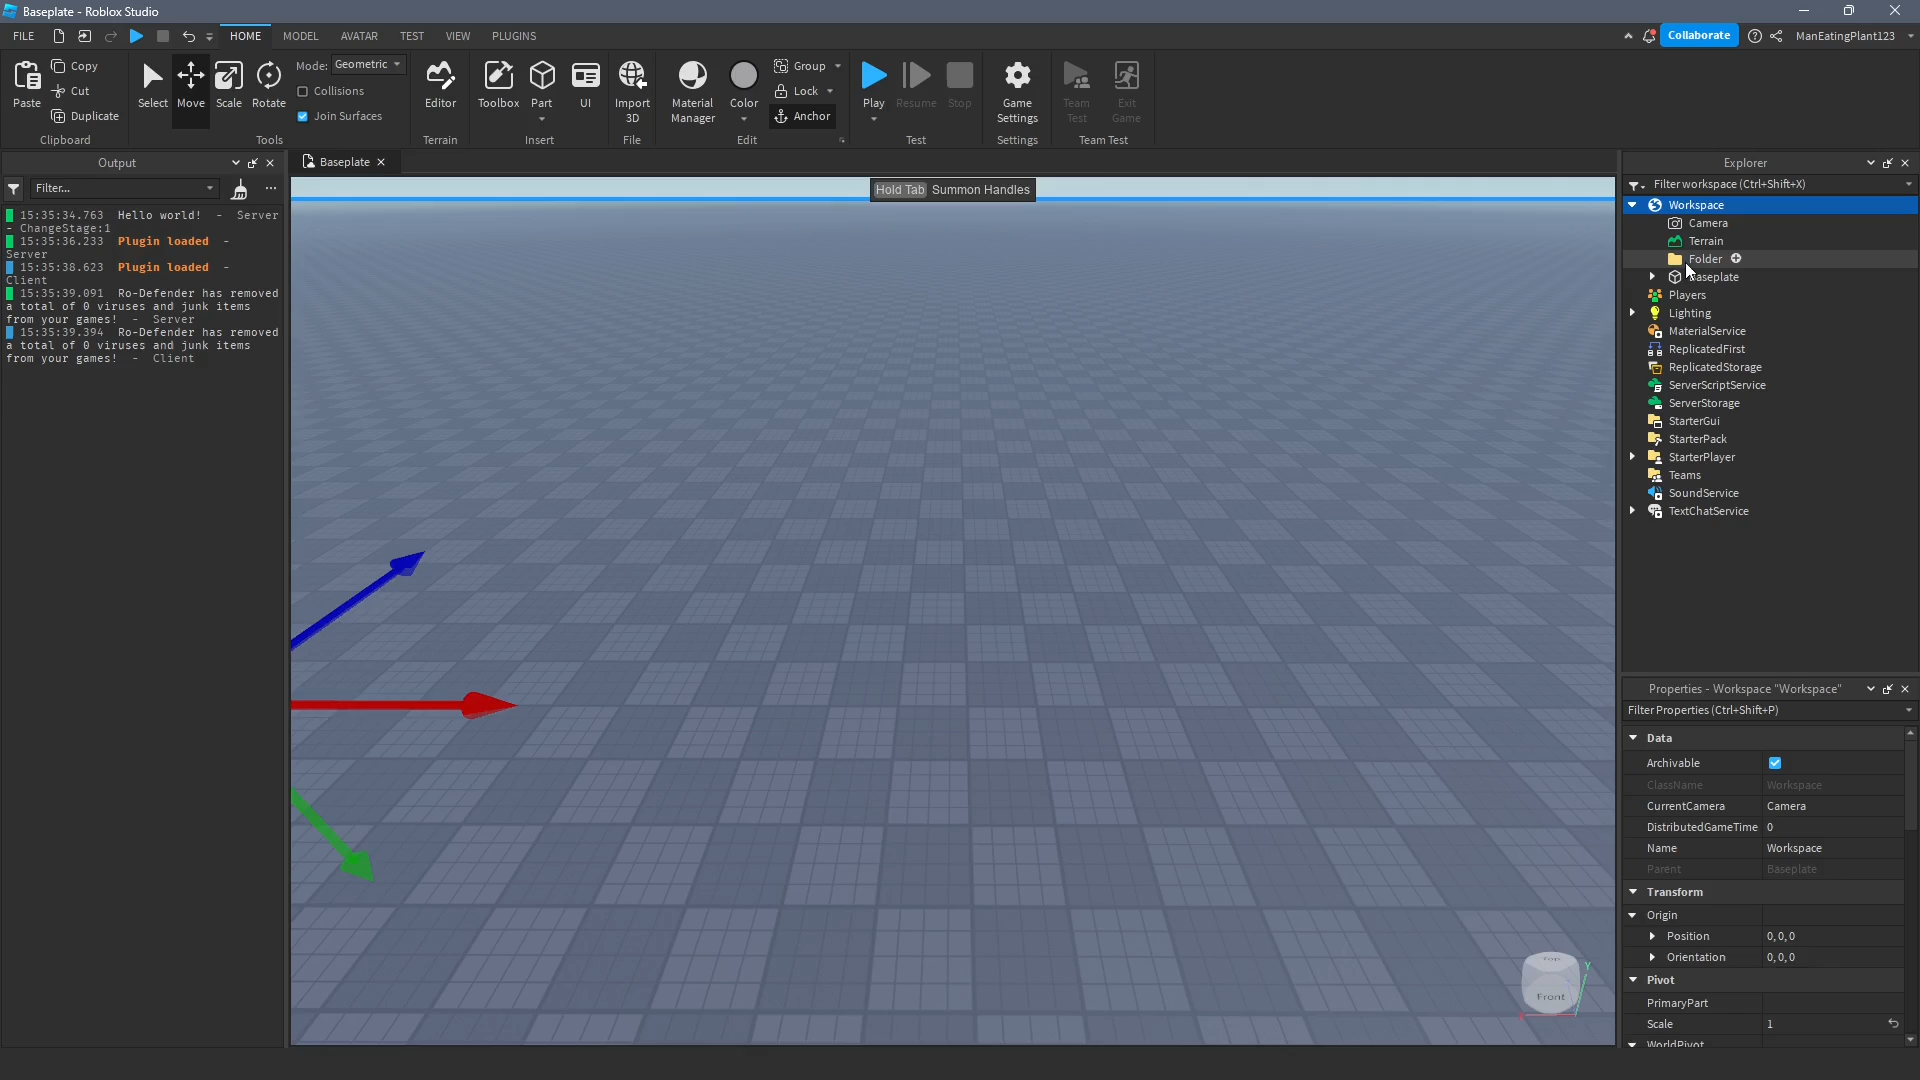 Baseplate - Roblox Studio
FILE
HOME
MODEL
AVATAR
TEST
VIEW
PLUGINS
Collaborate
ManEatingPlant123
Paste
Copy
Cut
Duplicate
Clipboard
Select
Move
Scale
Rotate
Mode: Geometric
Collisions
Join Surfaces
Tools
Editor
Terrain
Toolbox
Part
UI
Insert
Import
3D
File
Material
Manager
Color
Group
Lock
Anchor
Edit
Play
Resume
Stop
Test
Game
Settings
Settings
Team
Test
Exit
Game
Team Test
Output
Filter...
15:35:34.763 Hello world! - Server
- ChangeStage:1
15:35:36.233 Plugin loaded -
Server
15:35:38.623 Plugin loaded -
Client
15:35:39.091 Ro-Defender has removed
a total of 0 viruses and junk items
from your games! - Server
15:35:39.394 Ro-Defender has removed
a total of 0 viruses and junk items
from your games! - Client
Baseplate
Hold Tab Summon Handles
Top
Front
Y
Explorer
Filter workspace (Ctrl+Shift+X)
Workspace
Camera
Terrain
Folder
Baseplate
Players
Lighting
MaterialService
ReplicatedFirst
ReplicatedStorage
ServerScriptService
ServerStorage
StarterGui
StarterPack
StarterPlayer
Teams
SoundService
TextChatService
Properties - Workspace "Workspace"
Filter Properties (Ctrl+Shift+P)
Data
Archivable
ClassName Workspace
CurrentCamera Camera
DistributedGameTime 0
Name Workspace
Parent Baseplate
Transform
Origin
Position 0, 0, 0
Orientation 0, 0, 0
Pivot
PrimaryPart
Scale 1
WorldPivot